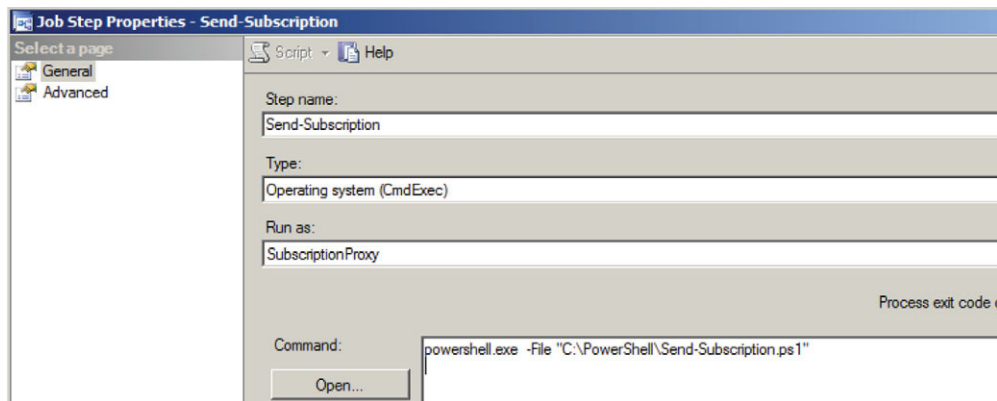 Job Step Properties - Send-Subscription
Select a page
General
Advanced
Script Help
Step name:
Send-Subscription
Type:
Operating system (CmdExec)
Run as:
SubscriptionProxy
Process exit code
Command:
powershell.exe -File "C:\PowerShell\Send-Subscription.ps1"
Open...